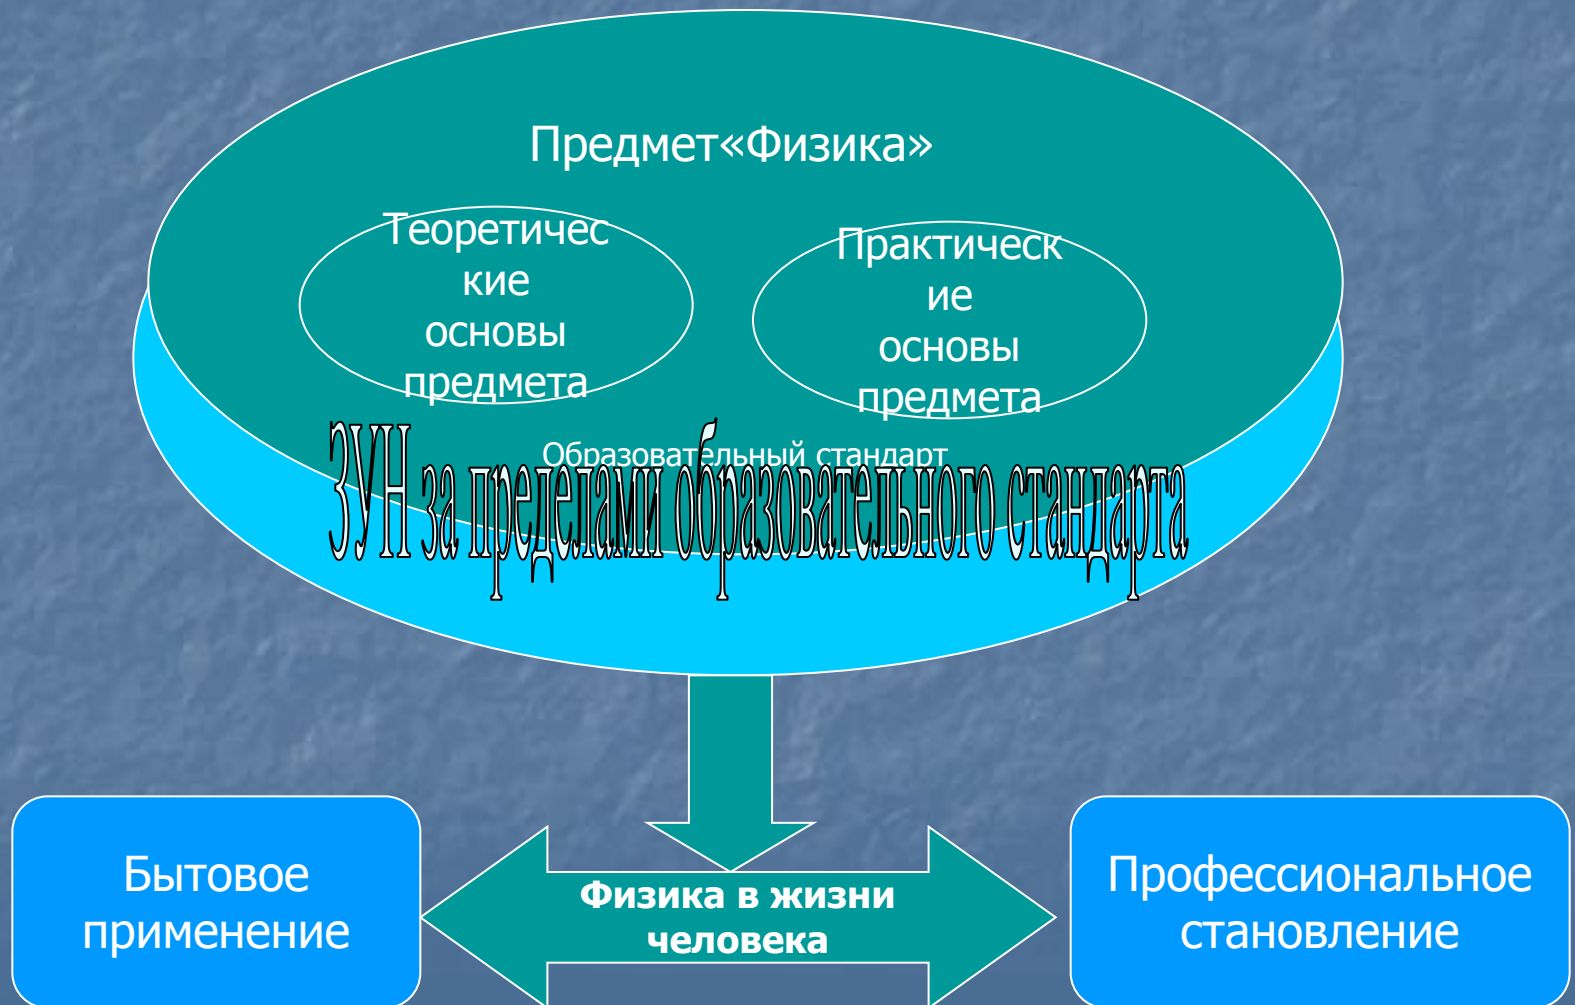 Предмет«Физика»
Теоретичес
кие
основы
предмета
Практическ
ие
основы
предмета
Образовательный стандарт
ЗУН за пределами образовательного стандарта
Бытовое
применение
Физика в жизни
человека
Профессиональное
становление